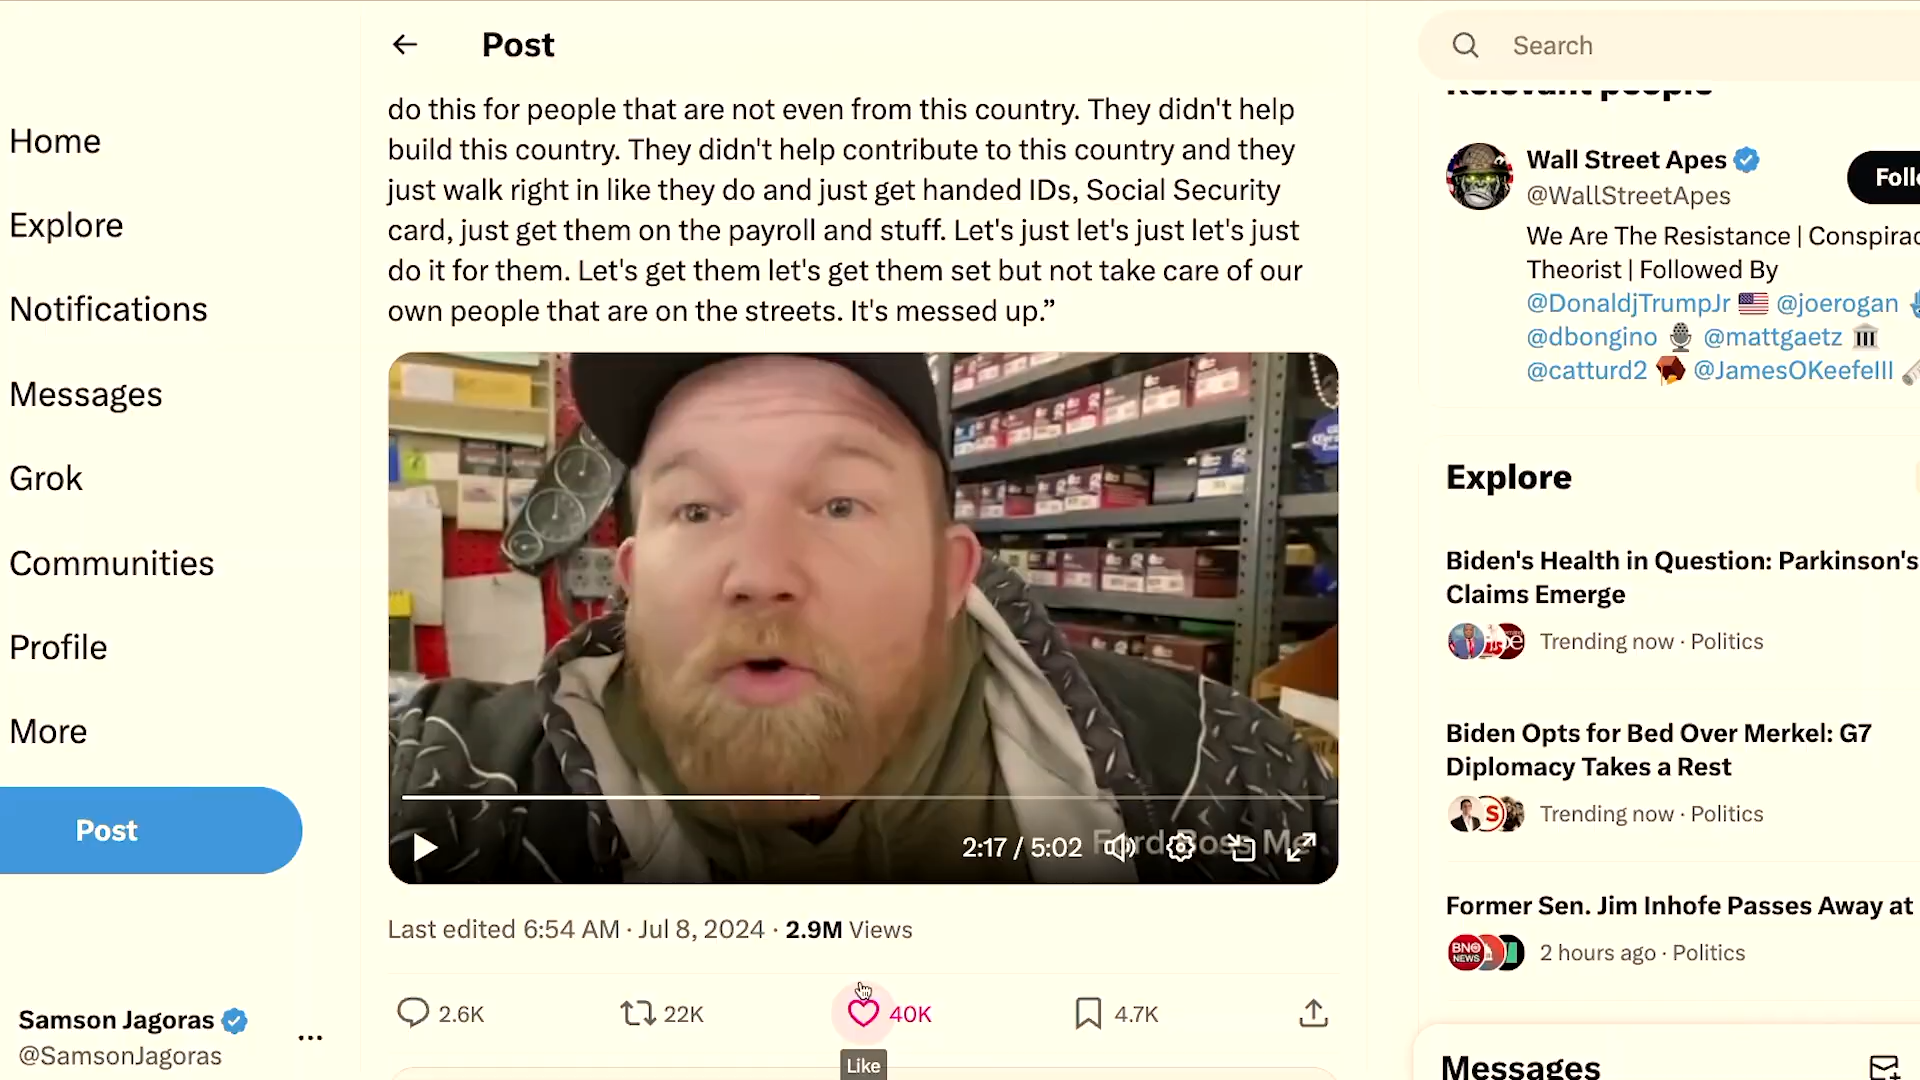 Post
Search
do this for people that are not even from this country. They didn't help
build this country. They didn't help contribute to this country and they
just walk right in like they do and just get handed IDs, Social Security
card, just get them on the payroll and stuff. Let's just let's just let's just
do it for them. Let's get them let's get them set but not take care of our
own people that are on the streets. It's messed up.”
2:17 / 5:02
Last edited 6:54 AM · Jul 8, 2024 · 2.9M Views
2.6K
22K
40K
4.7K
Like
Home
Explore
Notifications
Messages
Grok
Communities
Profile
More
Post
Samson Jagoras
@SamsonJagoras
Relevant people
Wall Street Apes
@WallStreetApes
We Are The Resistance | Conspirac
Theorist | Followed By
@DonaldjTrumpJr @joerogan
@dbongino @mattgaetz
@catturd2 @JamesOKeefeIII
Explore
Biden's Health in Question: Parkinson's
Claims Emerge
Trending now · Politics
Biden Opts for Bed Over Merkel: G7
Diplomacy Takes a Rest
Trending now · Politics
Former Sen. Jim Inhofe Passes Away at
BNO
NEWS
2 hours ago · Politics
Messages